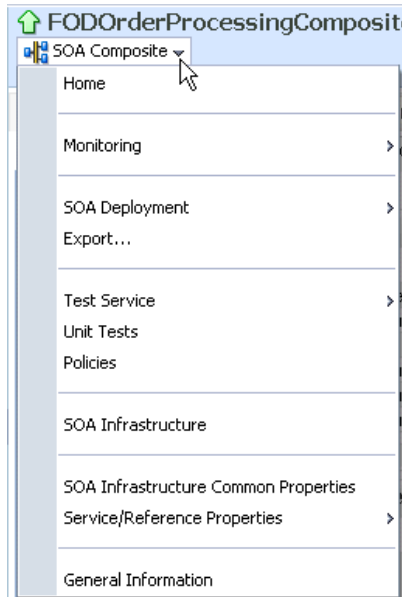 FODOrderProcessingComposit
SOA Composite
Home
Monitoring
SOA Deployment
Export...
Test Service
Unit Tests
Policies
SOA Infrastructure
SOA Infrastructure Common Properties
Service/Reference Properties
General Information